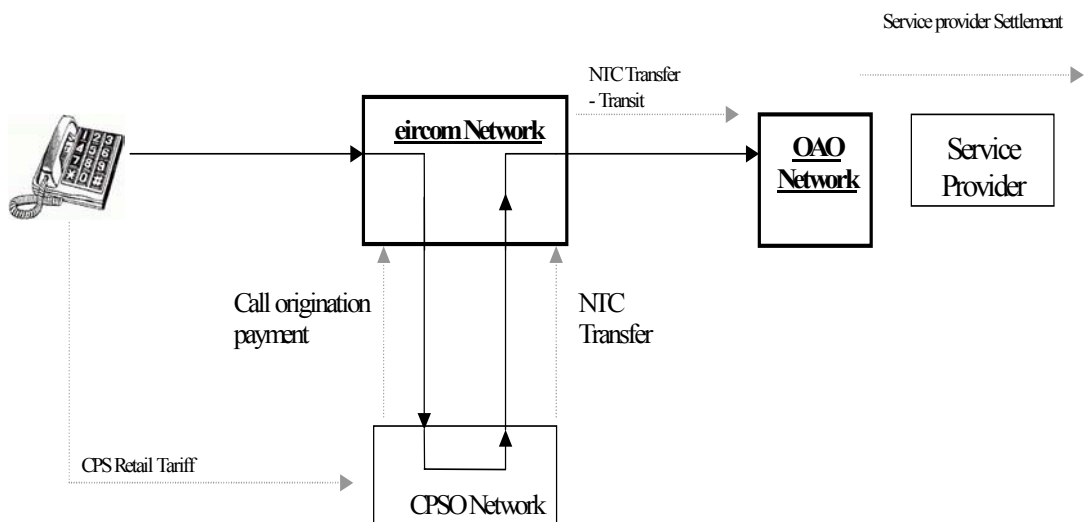 Service provider Settlement
NTC Transfer
- Transit
eircom Network
OAO
Network
Service
Provider
Call origination
payment
NTC
Transfer
CPS Retail Tariff
CPSO Network